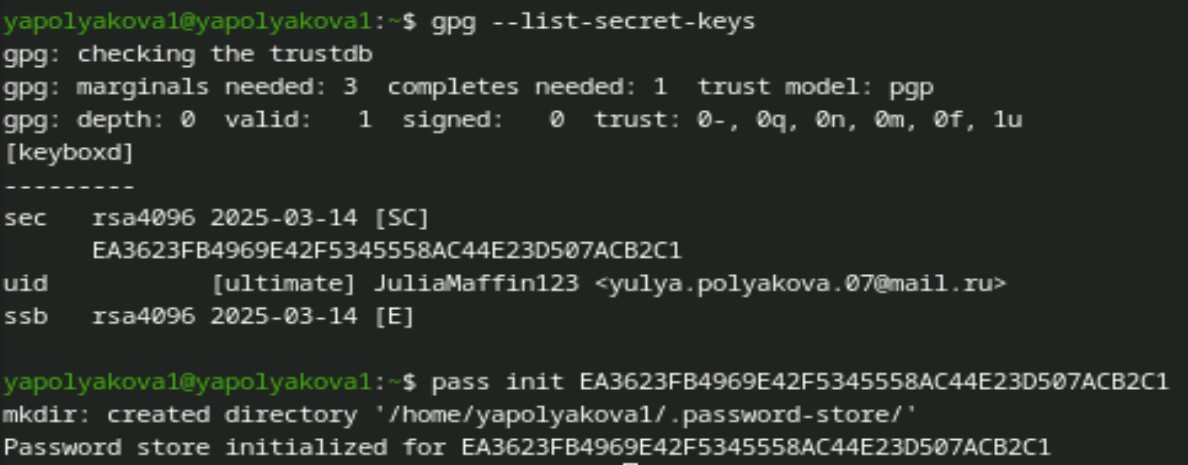 yapolyakova1@yapolyakova1:~$ gpg --list-secret-keys
gpg: checking the trustdb
gpg: marginals needed: 3  completes needed: 1  trust model: pgp
gpg: depth: 0  valid:   1  signed:   0  trust: 0-, 0q, 0n, 0m, 0f, 1u
[keyboxd]
---------
sec   rsa4096 2025-03-14 [SC]
      EA3623FB4969E42F5345558AC44E23D507ACB2C1
uid           [ultimate] JuliaMaffin123 <yulya.polyakova.07@mail.ru>
ssb   rsa4096 2025-03-14 [E]
yapolyakova1@yapolyakova1:~$ pass init EA3623FB4969E42F5345558AC44E23D507ACB2C1
mkdir: created directory '/home/yapolyakova1/.password-store/'
Password store initialized for EA3623FB4969E42F5345558AC44E23D507ACB2C1